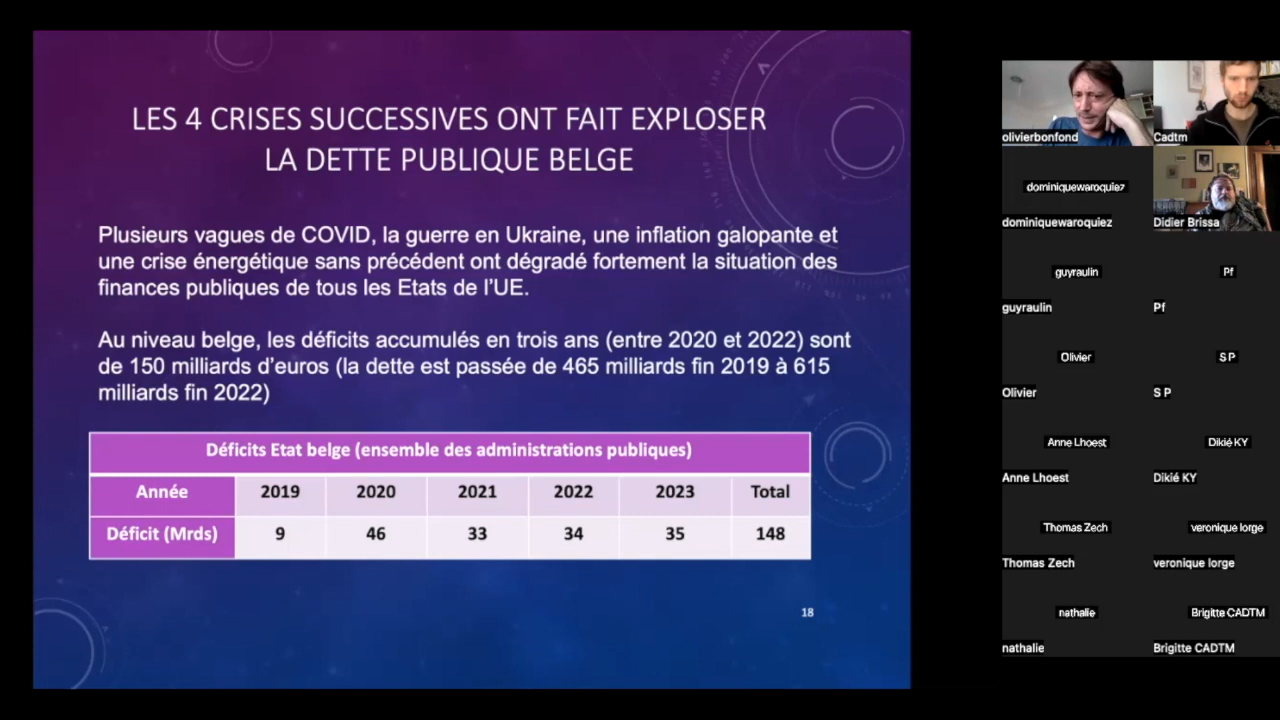 LES 4 CRISES SUCCESSIVES ONT FAIT EXPLOSER
LA DETTE PUBLIQUE BELGE
Plusieurs vagues de COVID, la guerre en Ukraine, une inflation galopante et
une crise énergétique sans précédent ont dégradé fortement la situation des
finances publiques de tous les Etats de l'UE.
Au niveau belge, les déficits accumulés en trois ans (entre 2020 et 2022) sont
de 150 milliards d'euros (la dette est passée de 465 milliards fin 2019 à 615
milliards fin 2022)
Déficits Etat belge (ensemble des administrations publiques)
Année 2019 2020 2021 2022 2023 Total
Déficit (Mrds) 9 46 33 34 35 148
18
olivierbonfond
Cadtm
dominiquewaroquiez
dominiquewaroquiez
Didier Brissa
guyraulin
Pf
guyraulin
Pf
Olivier
S P
Olivier
S P
Anne Lhoest
Dikié KY
Anne Lhoest
Dikié KY
Thomas Zech
veronique lorge
Thomas Zech
veronique lorge
nathalie
Brigitte CADTM
nathalie
Brigitte CADTM